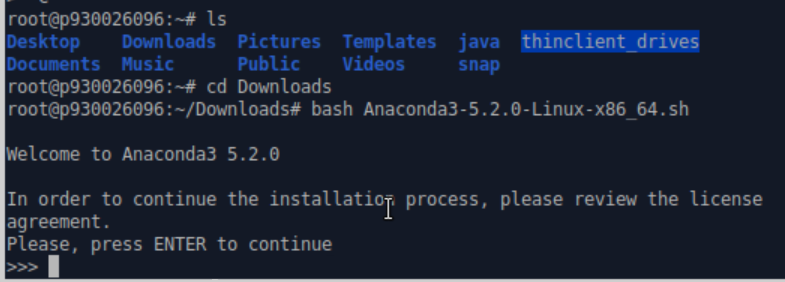 root@p930026096:~# ls
Desktop Downloads Pictures Templates java thinclient_drives
Documents Music Public Videos snap
root@p930026096:~# cd Downloads
root@p930026096:~/Downloads# bash Anaconda3-5.2.0-Linux-x86_64.sh
Welcome to Anaconda3 5.2.0
In order to continue the installation process, please review the license
agreement.
Please, press ENTER to continue
>>>